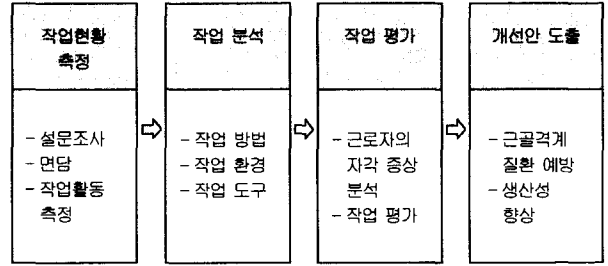 작업현황
측정
- 설문조사
- 면담
- 작업활동
측정
작업 분석
- 작업 방법
- 작업 환경
- 작업 도구
작업 평가
- 근로자의
자각 증상
분석
- 작업 평가
개선안 도출
- 근골격계
질환 예방
- 생산성
향상